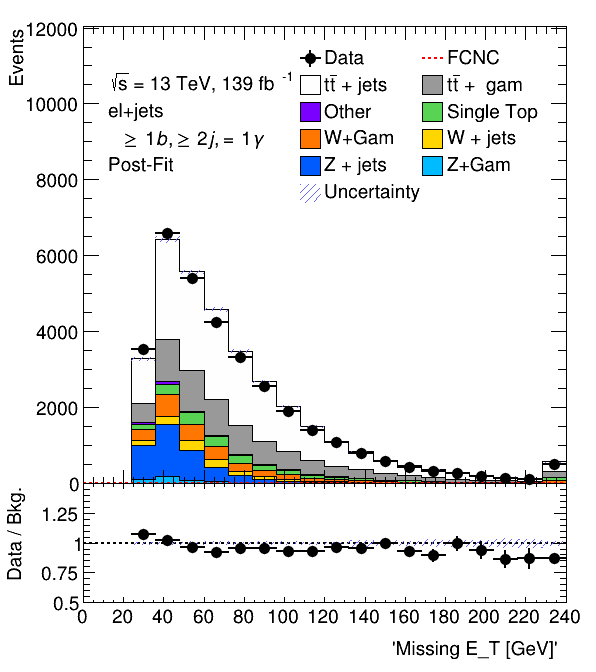 Events
12000
10000
8000
6000
4000
2000
0
√s = 13 TeV, 139 fb⁻¹
el+jets
≥ 1b, ≥ 2j, = 1γ
Post-Fit
Data
FCNC
tt̄ + jets
tt̄ + gam
Other
Single Top
W+Gam
W + jets
Z + jets
Z+Gam
Uncertainty
Data / Bkg.
1.25
1
0.75
0.5
0 20 40 60 80 100 120 140 160 180 200 220 240
'Missing E_T [GeV]'